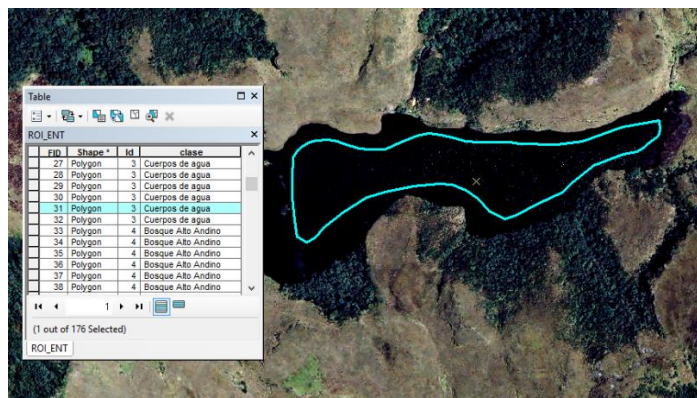 Table
ROI_ENT
FID Shape * Id clase
27 Polygon 3 Cuerpos de agua
28 Polygon 3 Cuerpos de agua
29 Polygon 3 Cuerpos de agua
30 Polygon 3 Cuerpos de agua
31 Polygon 3 Cuerpos de agua
32 Polygon 3 Cuerpos de agua
33 Polygon 4 Bosque Alto Andino
34 Polygon 4 Bosque Alto Andino
35 Polygon 4 Bosque Alto Andino
36 Polygon 4 Bosque Alto Andino
37 Polygon 4 Bosque Alto Andino
38 Polygon 4 Bosque Alto Andino
1
(1 out of 176 Selected)
ROI_ENT